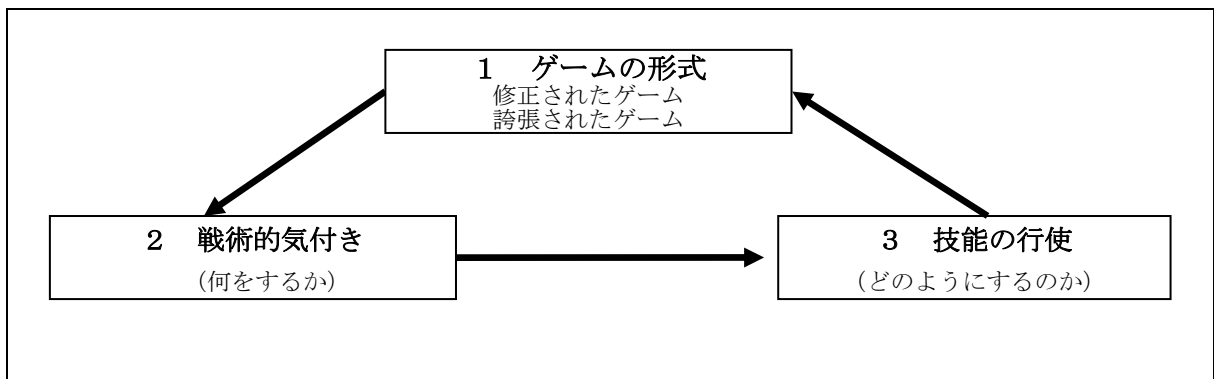 １　ゲームの形式
修正されたゲーム
誇張されたゲーム
２　戦術的気付き
（何をするか）
３　技能の行使
（どのようにするのか）